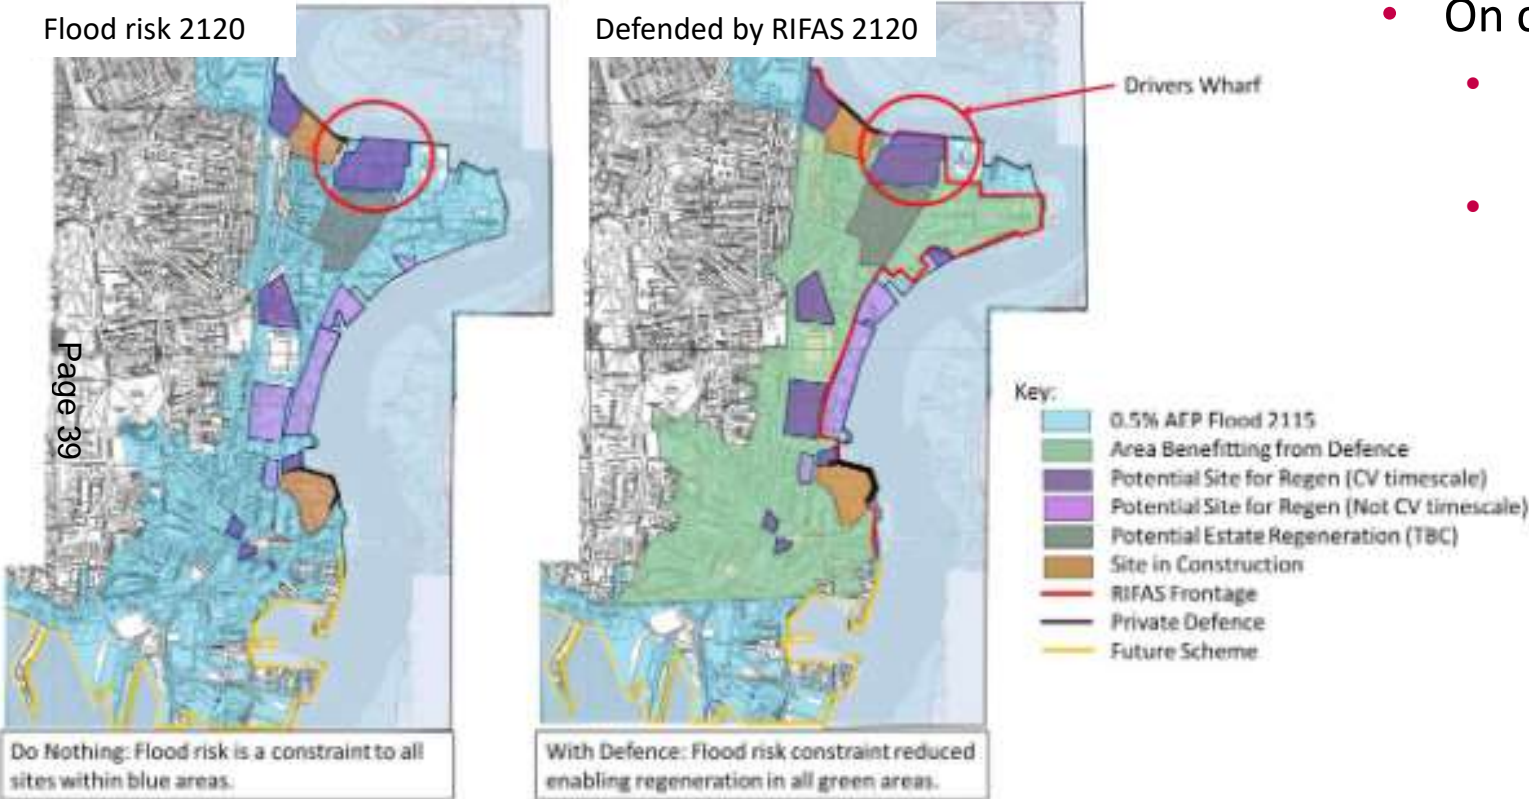 Flood risk 2120
Defended by RIFAS 2120
• On
•
•
Drivers Wharf
Page 39
Key:
0.5% AEP Flood 2115
Area Benefitting from Defence
Potential Site for Regen (CV timescale)
Potential Site for Regen (Not CV timescale)
Potential Estate Regeneration (TBC)
Site in Construction
RIFAS Frontage
Private Defence
Future Scheme
Do Nothing: Flood risk is a constraint to all
sites within blue areas.
With Defence: Flood risk constraint reduced
enabling regeneration in all green areas.